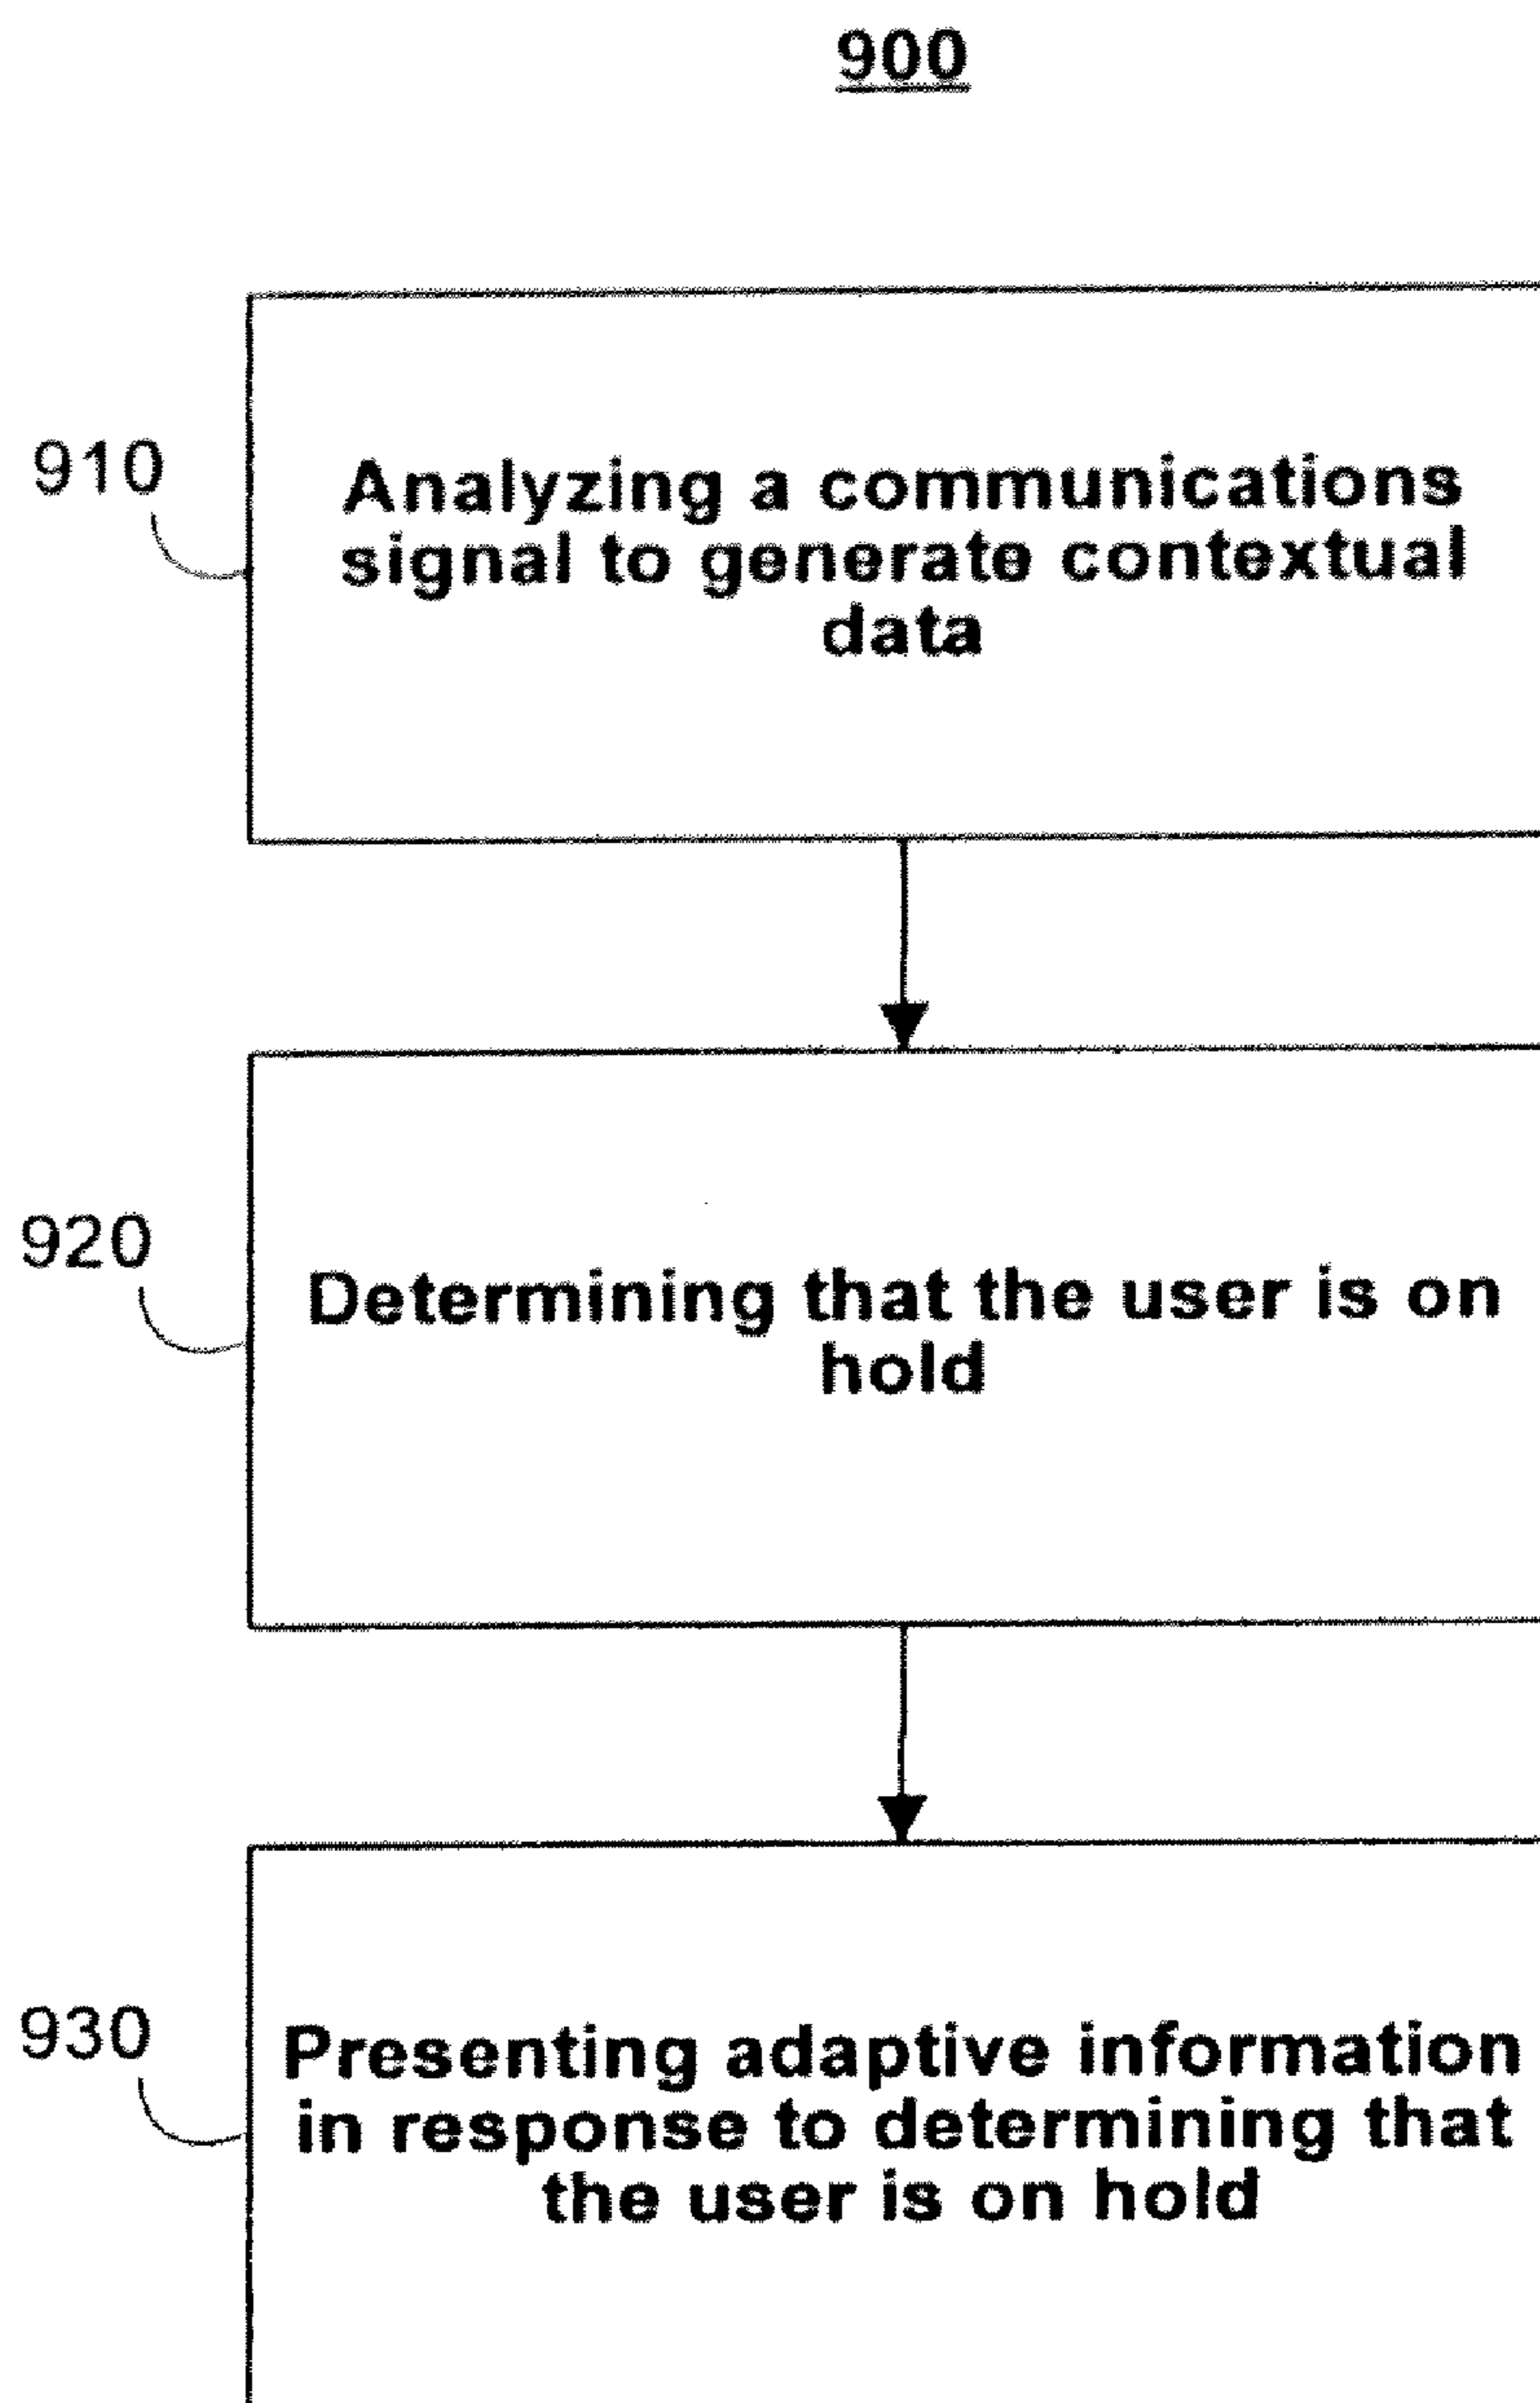 900
910
Analyzing a communications
signal to generate contextual
data
920
Determining that the user is on
hold
930
Presenting adaptive information
in response to determining that
the user is on hold